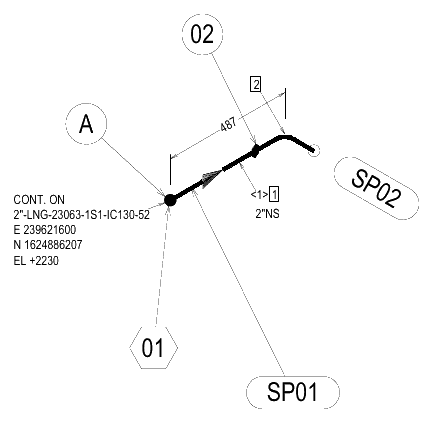 02
2
487
A
SP02
CONT. ON
2"-LNG-23063-1S1-IC130-52
E 239621600
N 1624886207
EL +2230
<1> 1
2"NS
01
SP01